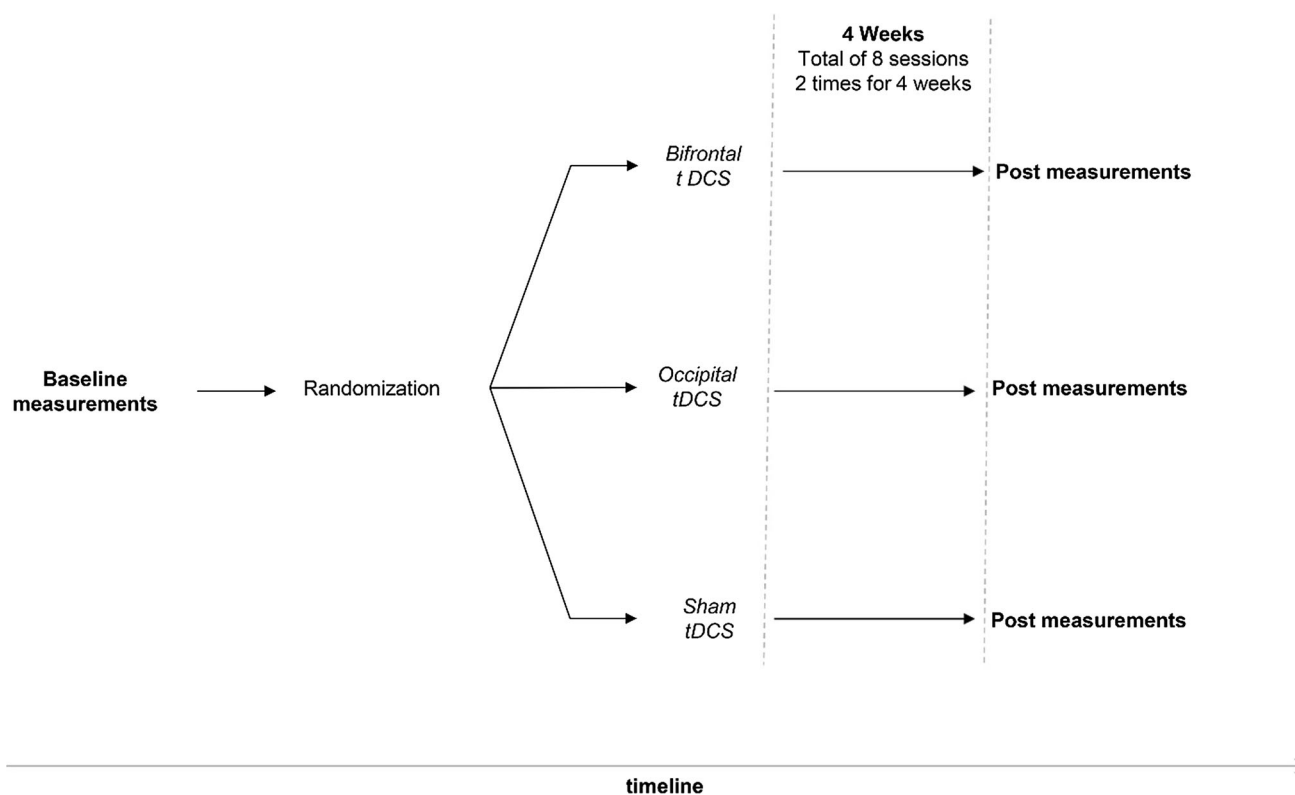 4 Weeks
Total of 8 sessions
2 times for 4 weeks
Bifrontal
t DCS
Post measurements
Baseline
measurements
Randomization
Occipital
tDCS
Post measurements
Sham
tDCS
Post measurements
timeline